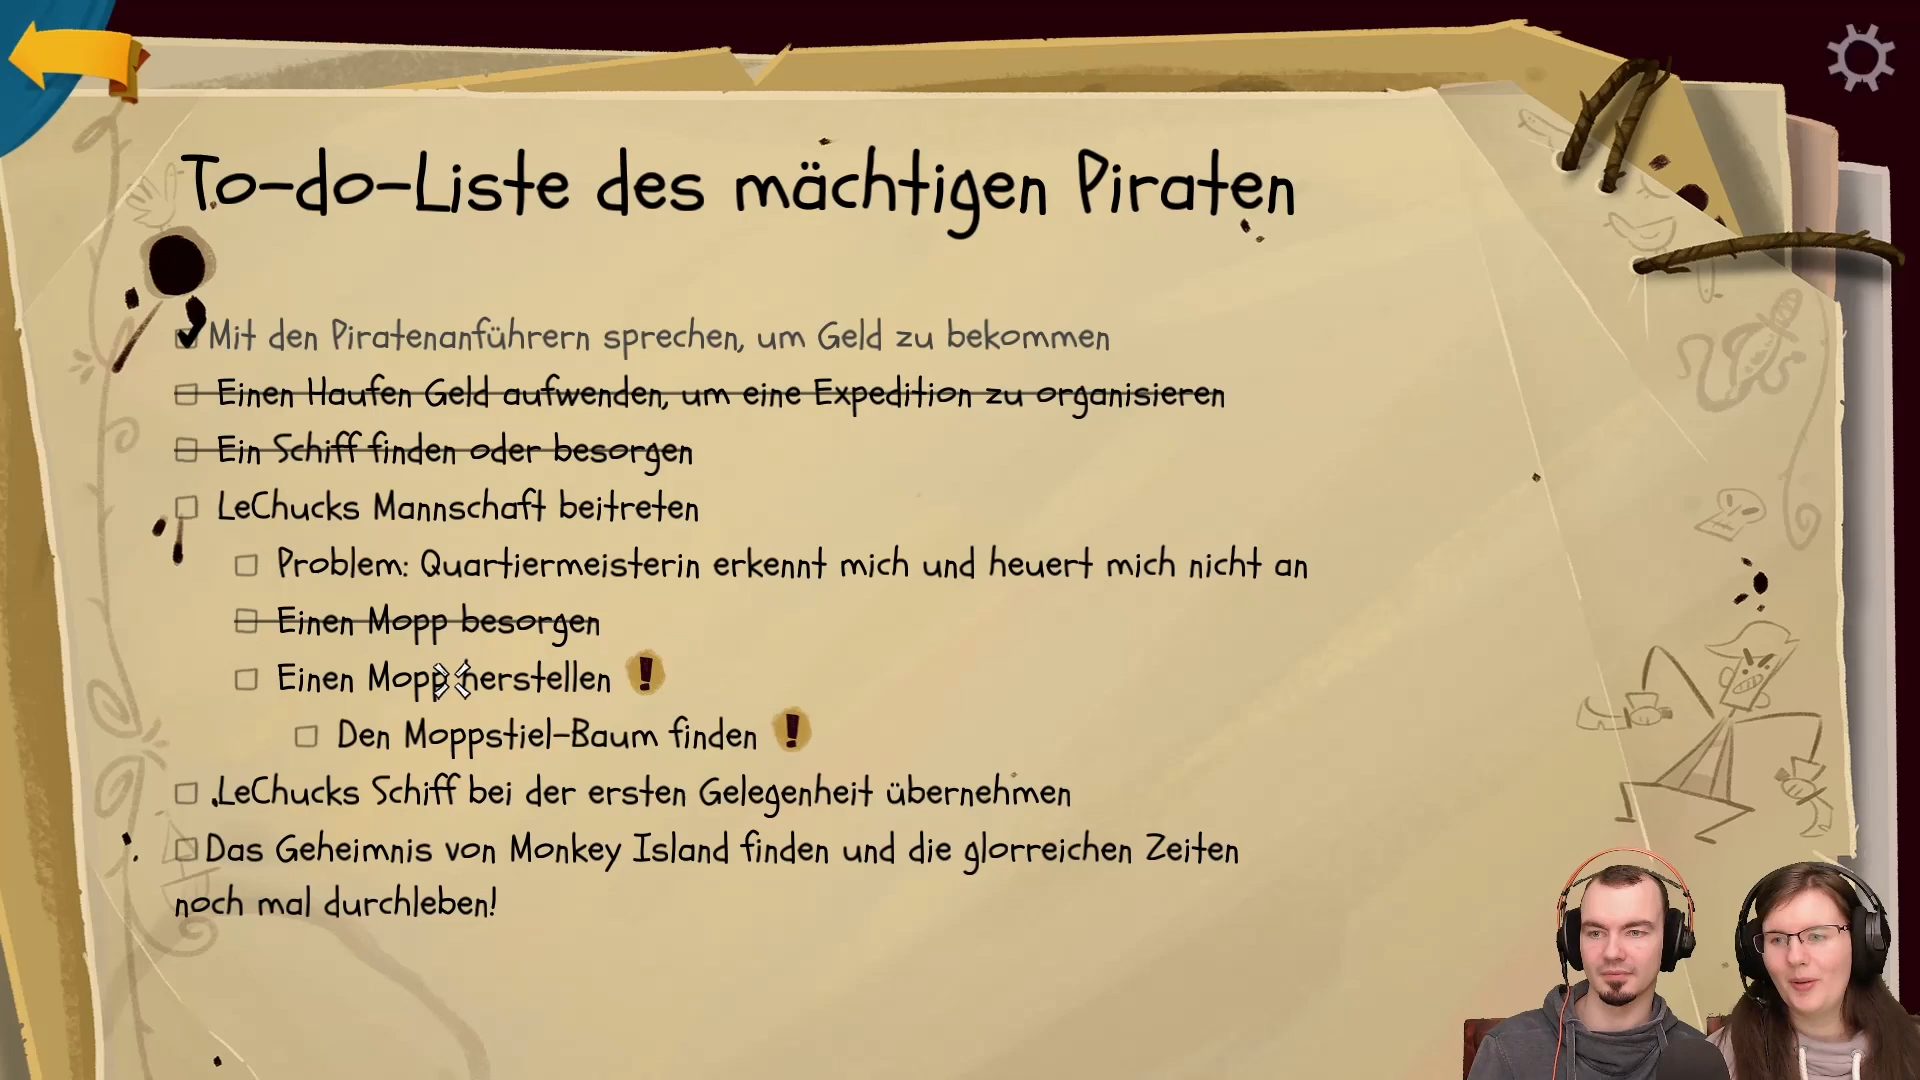 To-do-Liste des mächtigen Piraten
Mit den Piratenanführern sprechen, um Geld zu bekommen
Einen Haufen Geld aufwenden, um eine Expedition zu organisieren
Ein Schiff finden oder besorgen
LeChucks Mannschaft beitreten
Problem: Quartiermeisterin erkennt mich und heuert mich nicht an
Einen Mopp besorgen
Einen Mopp herstellen !
Den Moppstiel-Baum finden !
LeChucks Schiff bei der ersten Gelegenheit übernehmen
Das Geheimnis von Monkey Island finden und die glorreichen Zeiten
noch mal durchleben!